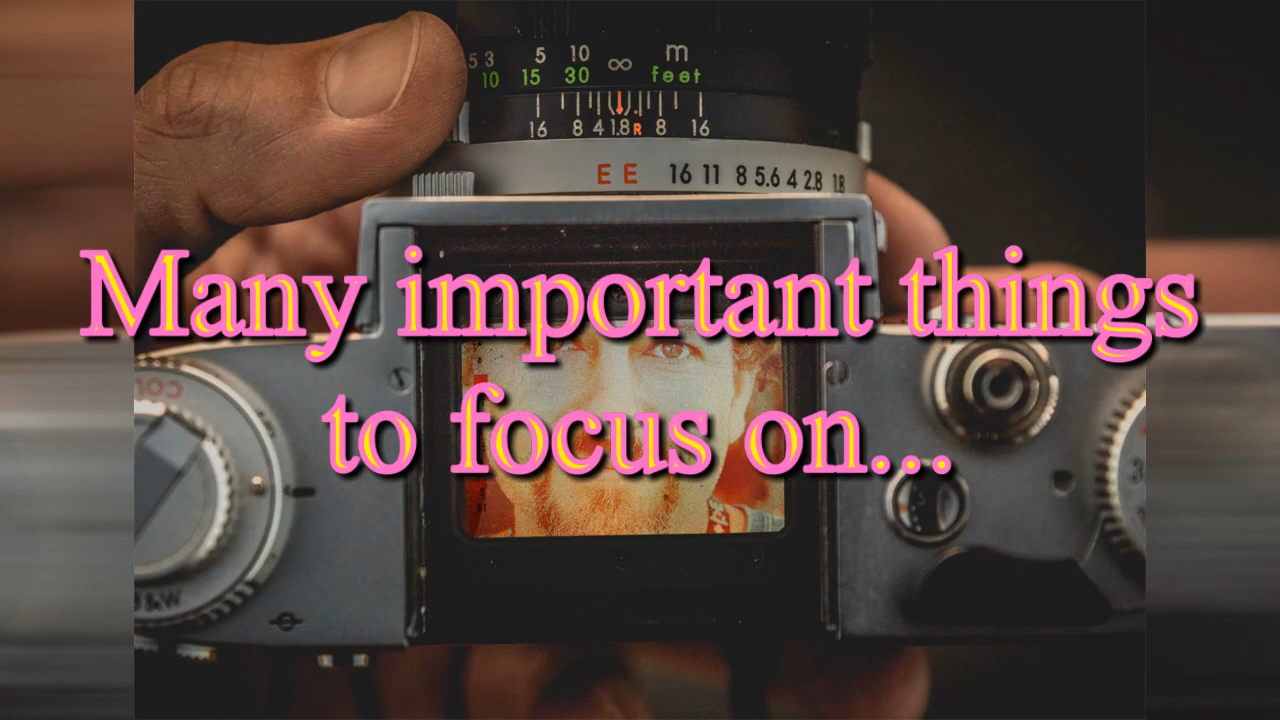 5 3 5 10 ∞ m
10 15 30 feet
16 8 4 1.8 R 8 16
E E 16 11 8 5.6 4 2.8 1.8
Many important things
to focus on...